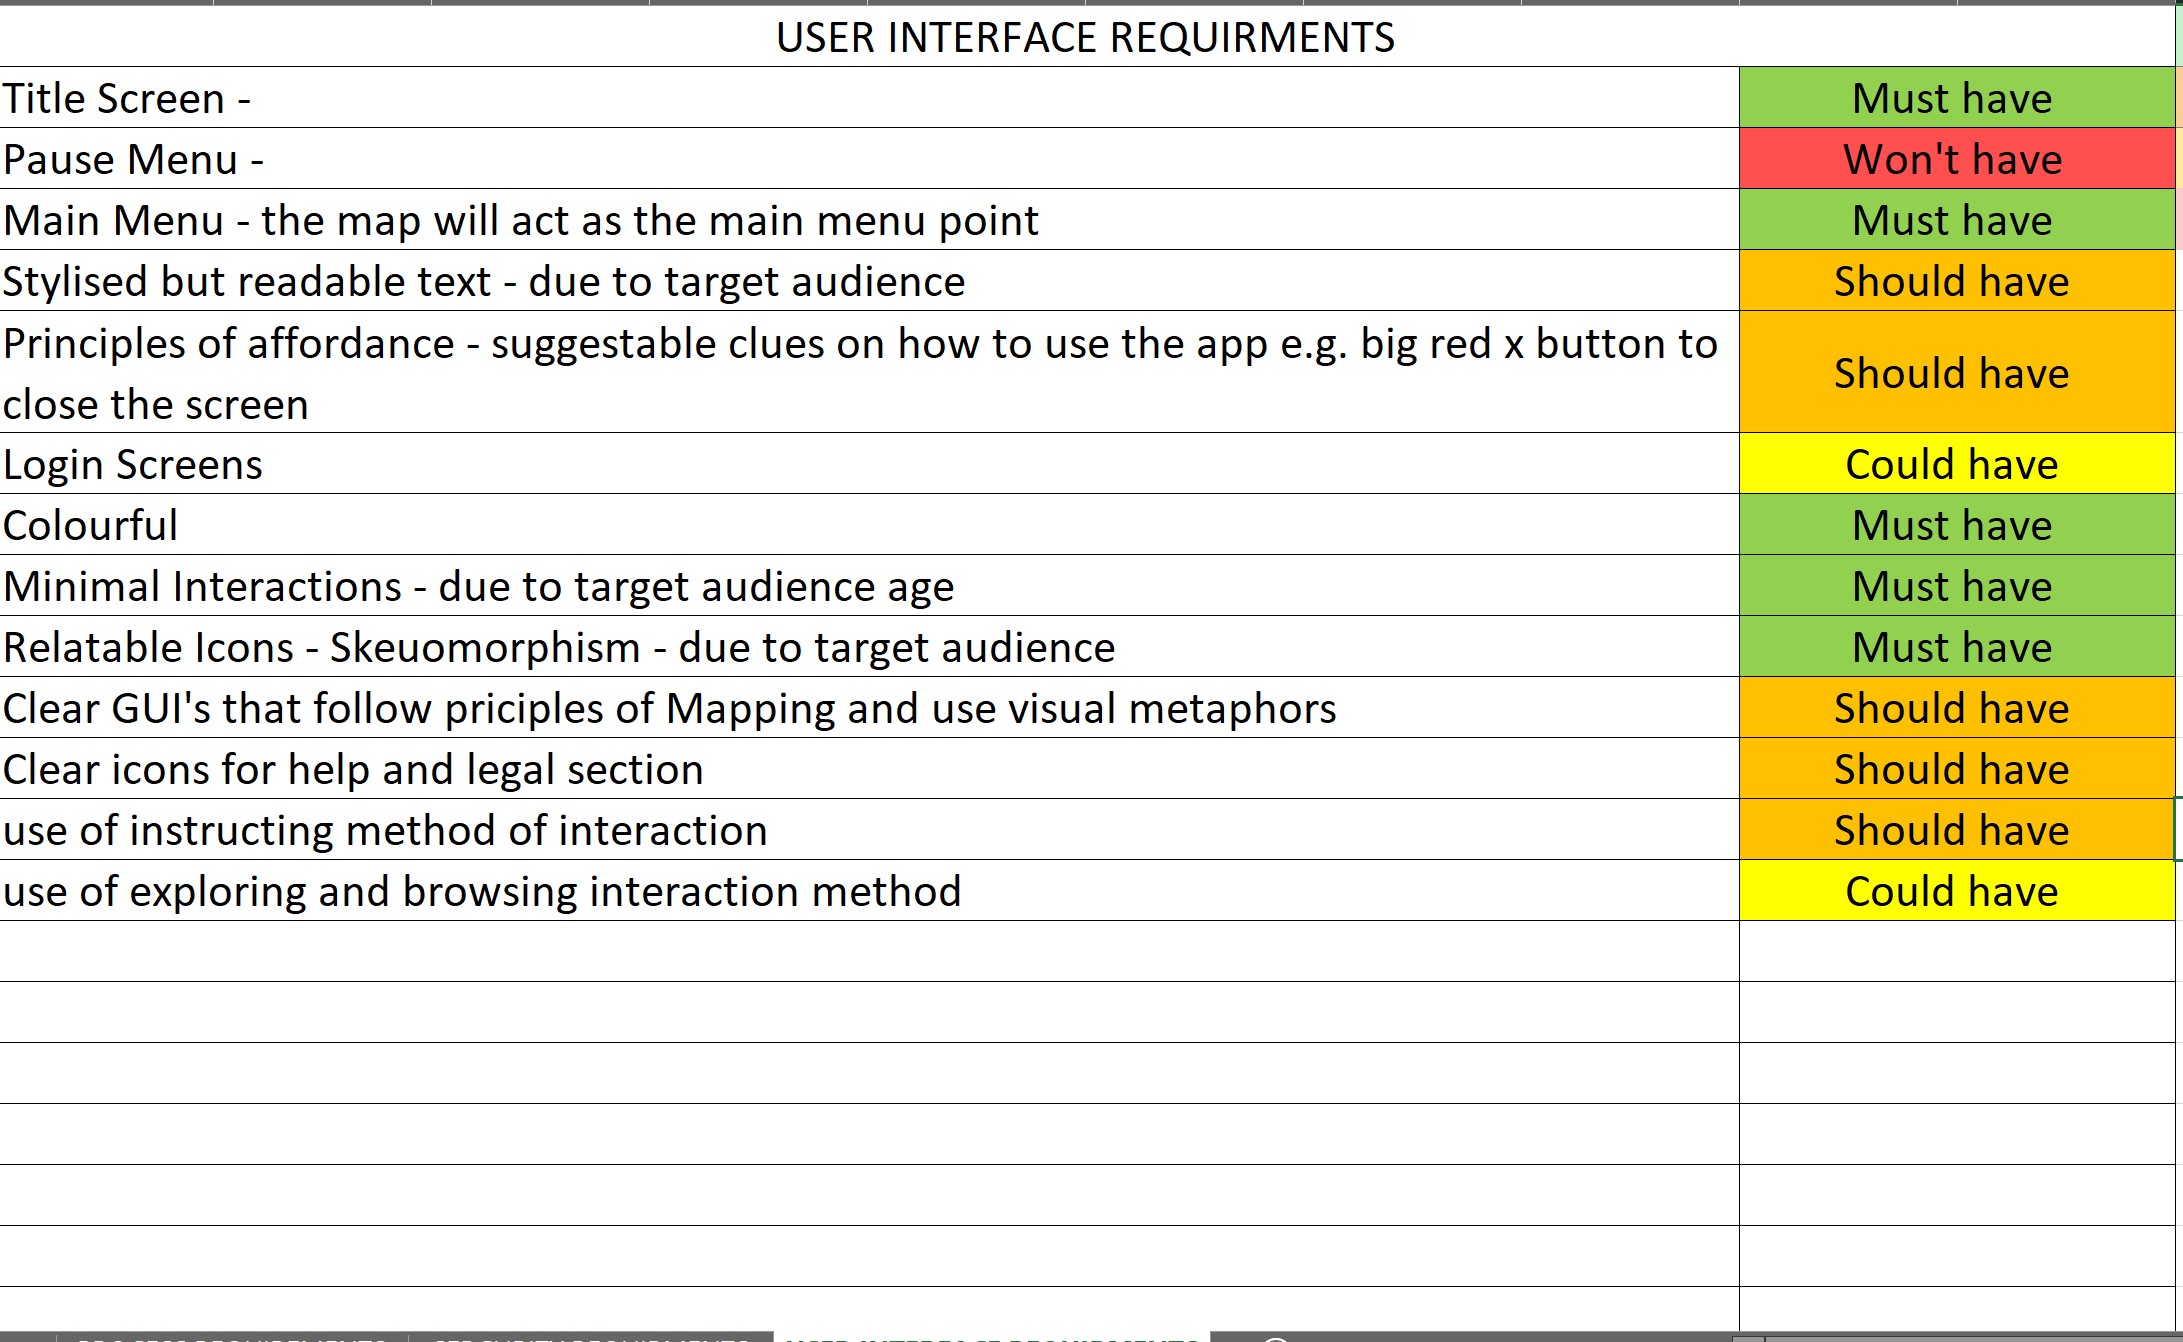 USER INTERFACE REQUIRMENTS
Title Screen - Must have
Pause Menu - Won't have
Main Menu - the map will act as the main menu point Must have
Stylised but readable text - due to target audience Should have
Principles of affordance - suggestable clues on how to use the app e.g. big red x button to
close the screen Should have
Login Screens Could have
Colourful Must have
Minimal Interactions - due to target audience age Must have
Relatable Icons - Skeuomorphism - due to target audience Must have
Clear GUI's that follow priciples of Mapping and use visual metaphors Should have
Clear icons for help and legal section Should have
use of instructing method of interaction Should have
use of exploring and browsing interaction method Could have